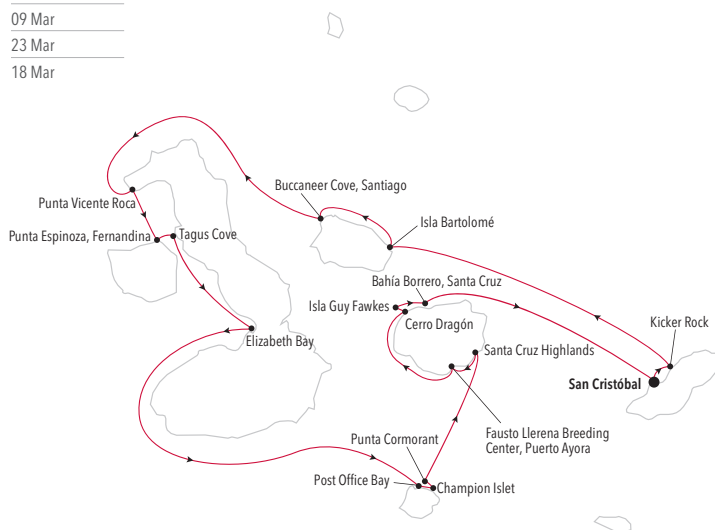 09 Mar
23 Mar
18 Mar
Buccaneer Cove, Santiago
Punta Vicente Roca
Isla Bartolomé
Punta Espinoza, Fernandina
Tagus Cove
Bahía Borrero, Santa Cruz
Isla Guy Fawkes
Cerro Dragón
Kicker Rock
Elizabeth Bay
Santa Cruz Highlands
San Cristóbal
Fausto Llerena Breeding
Center, Puerto Ayora
Punta Cormorant
Post Office Bay
Champion Islet